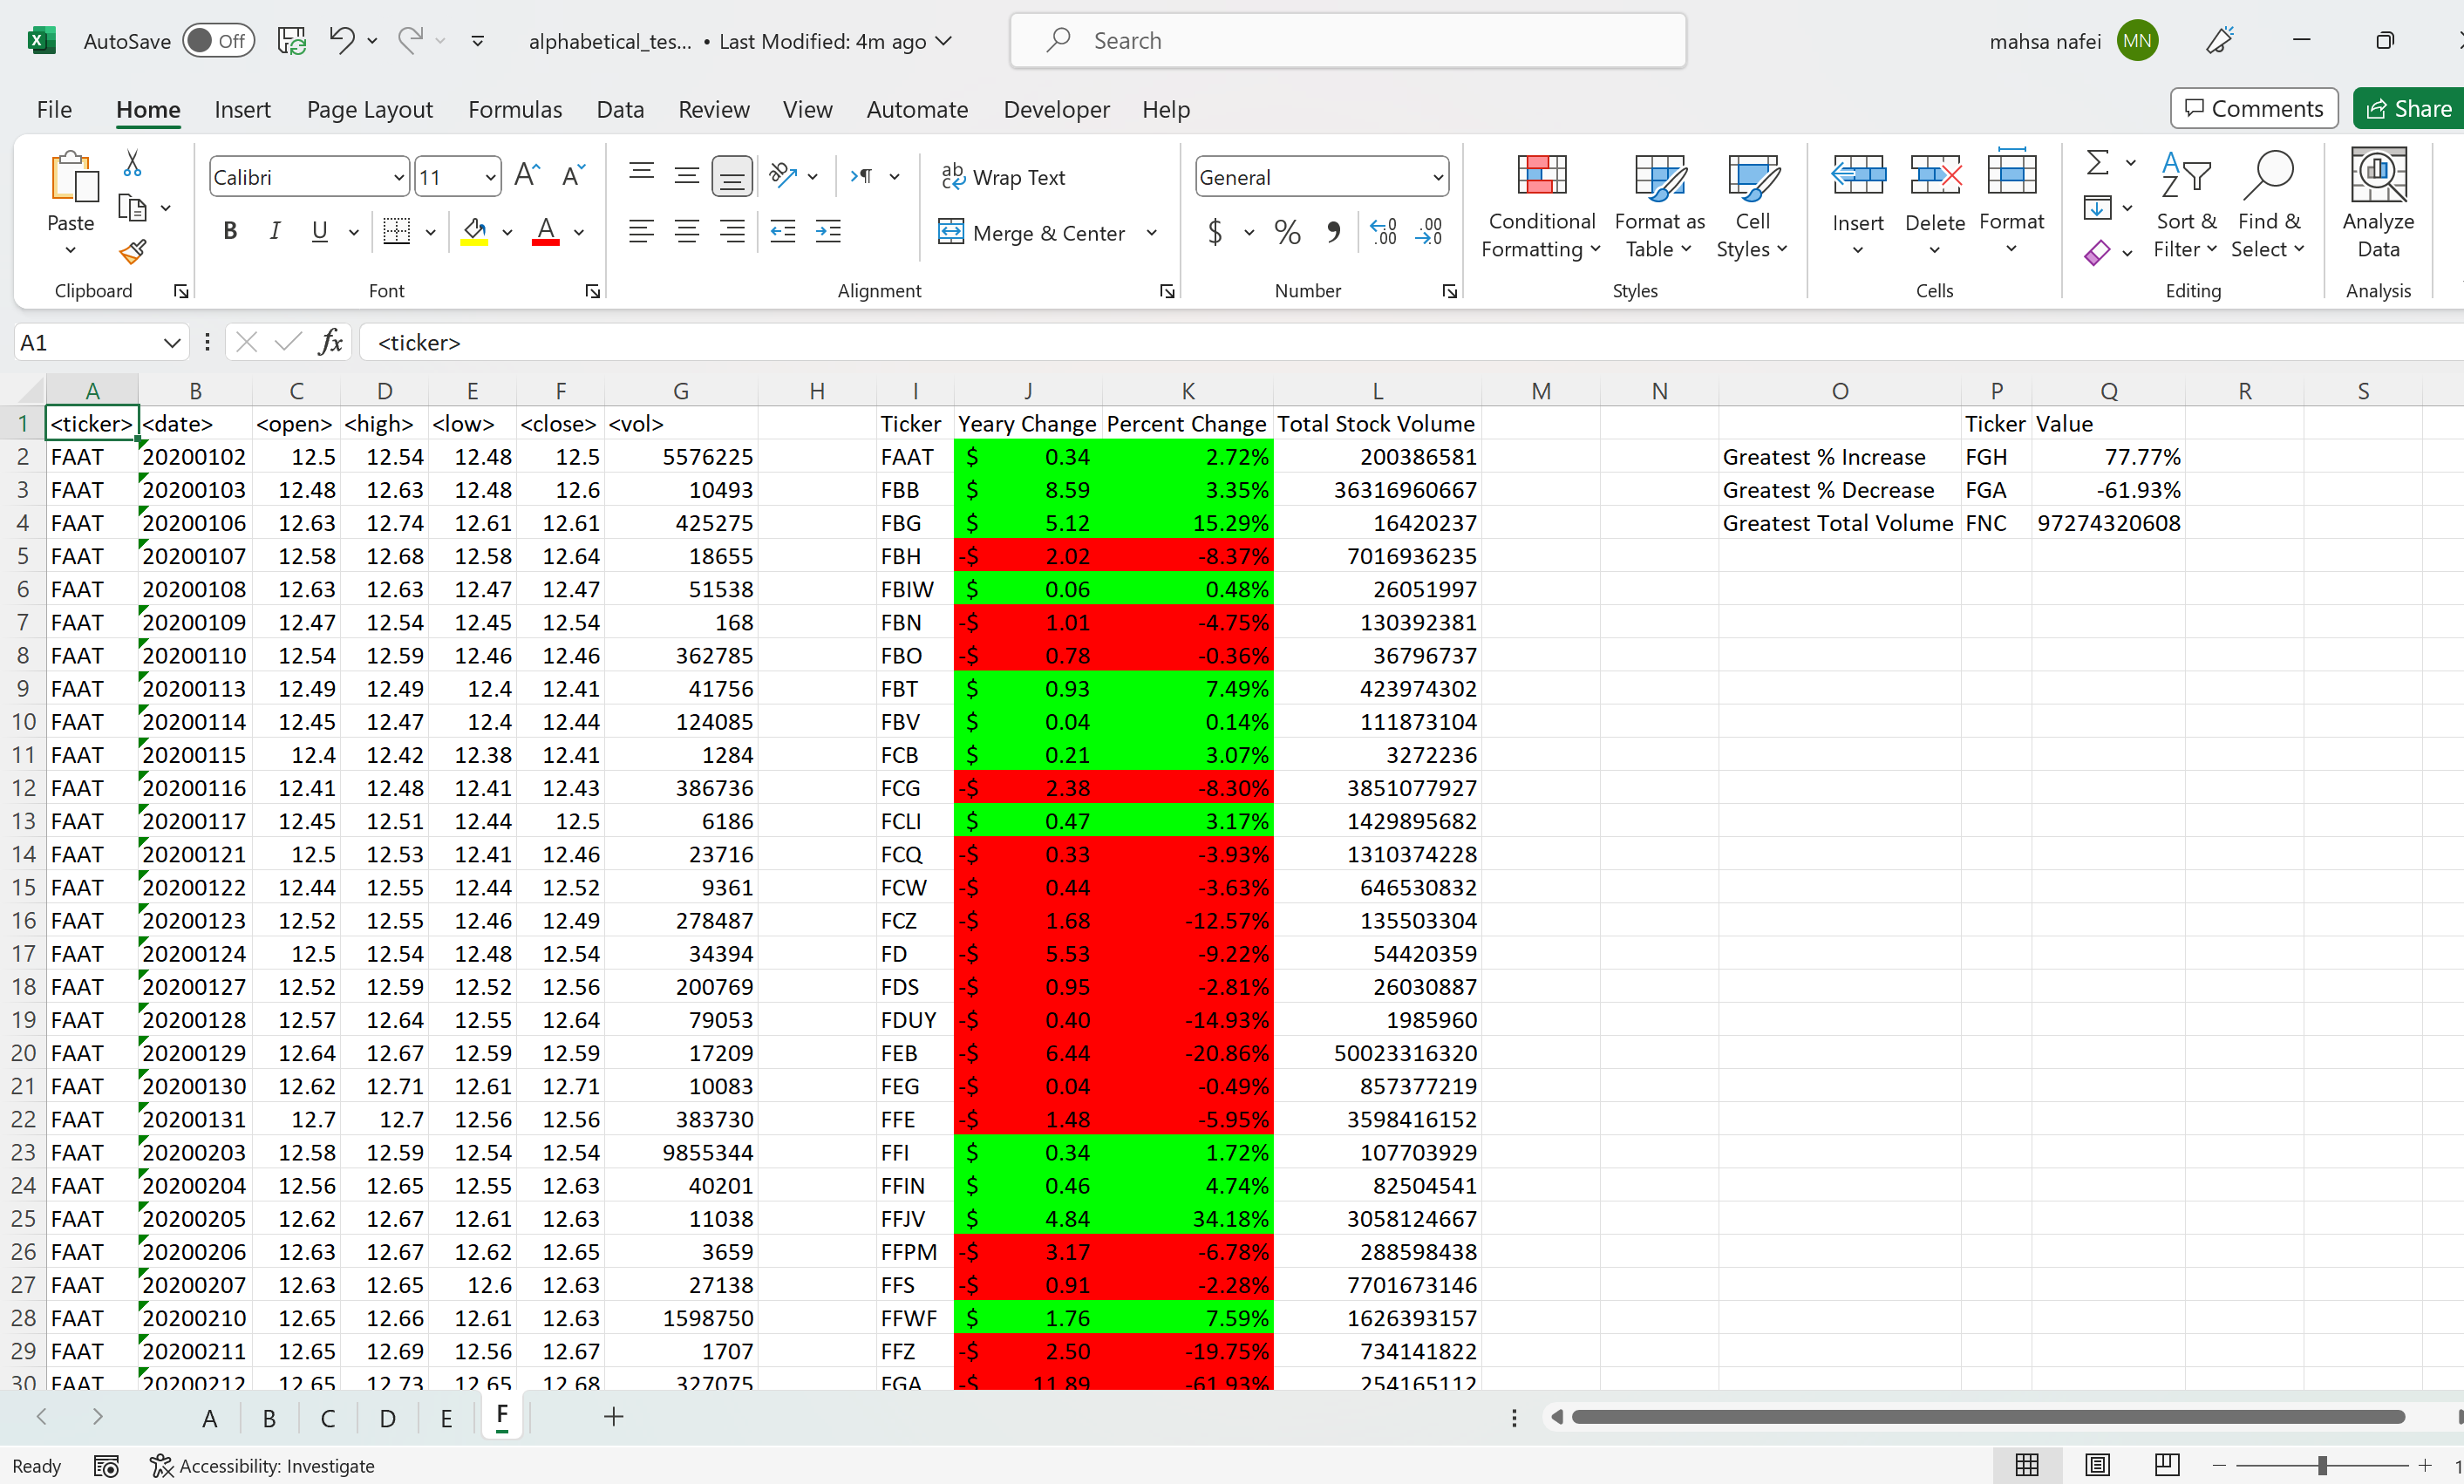 AutoSave Off alphabetical_tes... • Last Modified: 4m ago Search mahsa nafei MN
File Home Insert Page Layout Formulas Data Review View Automate Developer Help Comments Share
Paste Calibri 11 Wrap Text General Conditional Formatting Format as Table Cell Styles Insert Delete Format Sort & Filter Find & Select Analyze Data
B I U A Merge & Center $ %
Clipboard Font Alignment Number Styles Cells Editing Analysis
A1 fx <ticker>
A B C D E F G H I J K L M N O P Q R S
1 <ticker> <date> <open> <high> <low> <close> <vol> Ticker Yeary Change Percent Change Total Stock Volume Ticker Value
2 FAAT 20200102 12.5 12.54 12.48 12.5 5576225 FAAT $ 0.34 2.72% 200386581 Greatest % Increase FGH 77.77%
3 FAAT 20200103 12.48 12.63 12.48 12.6 10493 FBB $ 8.59 3.35% 36316960667 Greatest % Decrease FGA -61.93%
4 FAAT 20200106 12.63 12.74 12.61 12.61 425275 FBG $ 5.12 15.29% 16420237 Greatest Total Volume FNC 97274320608
5 FAAT 20200107 12.58 12.68 12.58 12.64 18655 FBH -$ 2.02 -8.37% 7016936235
6 FAAT 20200108 12.63 12.63 12.47 12.47 51538 FBIW $ 0.06 0.48% 26051997
7 FAAT 20200109 12.47 12.54 12.45 12.54 168 FBN -$ 1.01 -4.75% 130392381
8 FAAT 20200110 12.54 12.59 12.46 12.46 362785 FBO -$ 0.78 -0.36% 36796737
9 FAAT 20200113 12.49 12.49 12.4 12.41 41756 FBT $ 0.93 7.49% 423974302
10 FAAT 20200114 12.45 12.47 12.4 12.44 124085 FBV $ 0.04 0.14% 111873104
11 FAAT 20200115 12.4 12.42 12.38 12.41 1284 FCB $ 0.21 3.07% 3272236
12 FAAT 20200116 12.41 12.48 12.41 12.43 386736 FCG -$ 2.38 -8.30% 3851077927
13 FAAT 20200117 12.45 12.51 12.44 12.5 6186 FCLI $ 0.47 3.17% 1429895682
14 FAAT 20200121 12.5 12.53 12.41 12.46 23716 FCQ -$ 0.33 -3.93% 1310374228
15 FAAT 20200122 12.44 12.55 12.44 12.52 9361 FCW -$ 0.44 -3.63% 646530832
16 FAAT 20200123 12.52 12.55 12.46 12.49 278487 FCZ -$ 1.68 -12.57% 135503304
17 FAAT 20200124 12.5 12.54 12.48 12.54 34394 FD -$ 5.53 -9.22% 54420359
18 FAAT 20200127 12.52 12.59 12.52 12.56 200769 FDS -$ 0.95 -2.81% 26030887
19 FAAT 20200128 12.57 12.64 12.55 12.64 79053 FDUY -$ 0.40 -14.93% 1985960
20 FAAT 20200129 12.64 12.67 12.59 12.59 17209 FEB -$ 6.44 -20.86% 50023316320
21 FAAT 20200130 12.62 12.71 12.61 12.71 10083 FEG -$ 0.04 -0.49% 857377219
22 FAAT 20200131 12.7 12.7 12.56 12.56 383730 FFE -$ 1.48 -5.95% 3598416152
23 FAAT 20200203 12.58 12.59 12.54 12.54 9855344 FFI $ 0.34 1.72% 107703929
24 FAAT 20200204 12.56 12.65 12.55 12.63 40201 FFIN $ 0.46 4.74% 82504541
25 FAAT 20200205 12.62 12.67 12.61 12.63 11038 FFJV $ 4.84 34.18% 3058124667
26 FAAT 20200206 12.63 12.67 12.62 12.65 3659 FFPM -$ 3.17 -6.78% 288598438
27 FAAT 20200207 12.63 12.65 12.6 12.63 27138 FFS -$ 0.91 -2.28% 7701673146
28 FAAT 20200210 12.65 12.66 12.61 12.63 1598750 FFWF $ 1.76 7.59% 1626393157
29 FAAT 20200211 12.65 12.69 12.56 12.67 1707 FFZ -$ 2.50 -19.75% 734141822
30 FAAT 20200212 12.65 12.73 12.65 12.68 327075 FGA -$ 11.89 -61.93% 254165112
A B C D E F
Ready Accessibility: Investigate